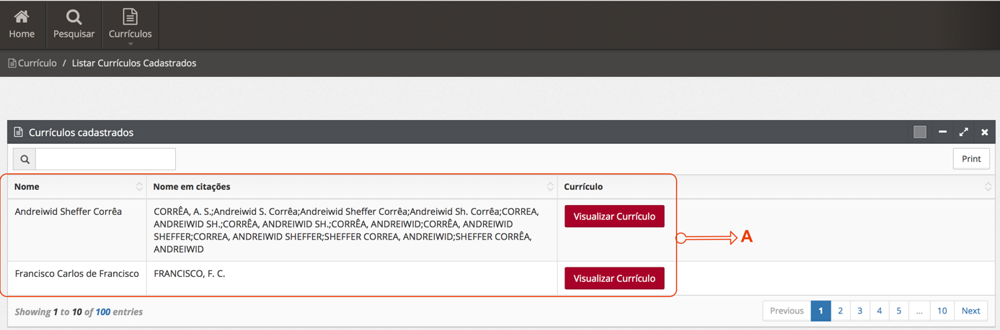 Home Pesquisar Currículos
Currículo / Listar Currículos Cadastrados
Currículos cadastrados
Print
Nome Nome em citações Currículo
Andreiwid Sheffer Corrêa
CORRÊA, A. S.;Andreiwid S. Corrêa;Andreiwid Sheffer Corrêa;Andreiwid Sh. Corrêa;CORREA,
ANDREIWID SH.;CORRÊA, ANDREIWID SH.;CORRÊA, ANDREIWID;CORRÊA, ANDREIWID
SHEFFER;CORREA, ANDREIWID SHEFFER;SHEFFER CORREA, ANDREIWID;SHEFFER CORRÊA,
ANDREIWID
Visualizar Currículo
A
Francisco Carlos de Francisco FRANCISCO, F. C. Visualizar Currículo
Showing 1 to 10 of 100 entries
Previous 1 2 3 4 5 ... 10 Next